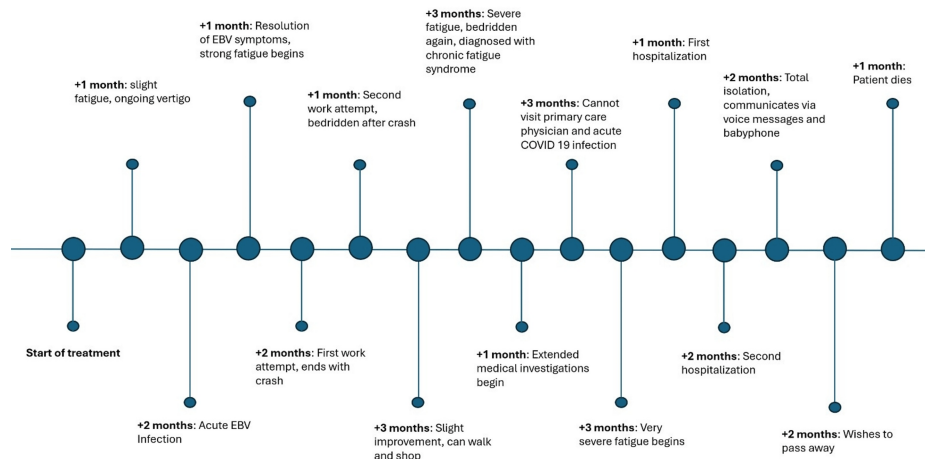 Start of treatment
+1 month: slight
fatigue, ongoing vertigo
+2 months: Acute EBV
Infection
+1 month: Resolution
of EBV symptoms,
strong fatigue begins
+2 months: First work
attempt, ends with
crash
+1 month: Second
work attempt,
bedridden after crash
+3 months: Slight
improvement, can walk
and shop
+3 months: Severe
fatigue, bedridden
again, diagnosed with
chronic fatigue
syndrome
+1 month: Extended
medical investigations
begin
+3 months: Cannot
visit primary care
physician and acute
COVID 19 infection
+3 months: Very
severe fatigue begins
+1 month: First
hospitalization
+2 months: Second
hospitalization
+2 months: Total
isolation,
communicates via
voice messages and
babyphone
+2 months: Wishes to
pass away
+1 month:
Patient dies